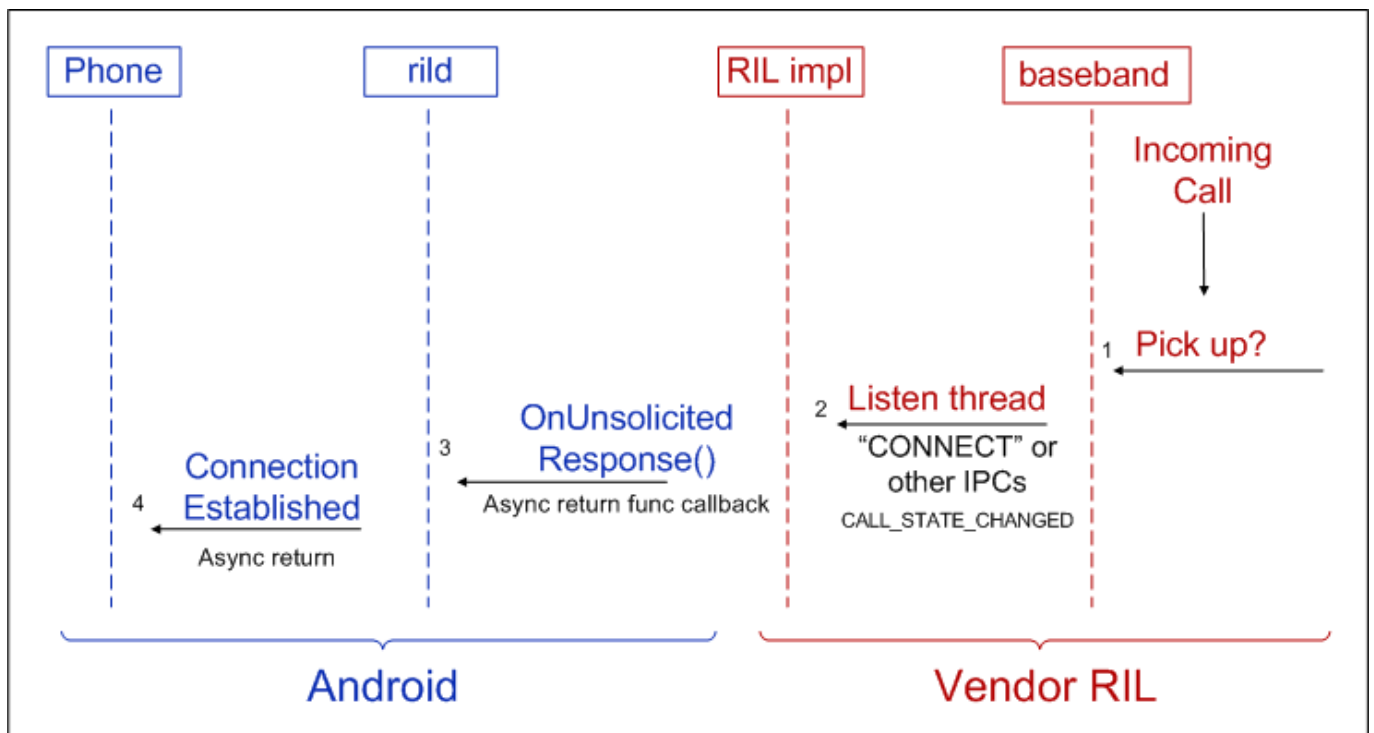 Phone
rild
RIL impl
baseband
Incoming
Call
1
Pick up?
2
Listen thread
“CONNECT” or
other IPCs
CALL_STATE_CHANGED
3
OnUnsolicited
Response()
Async return func callback
4
Connection
Established
Async return
Android
Vendor RIL